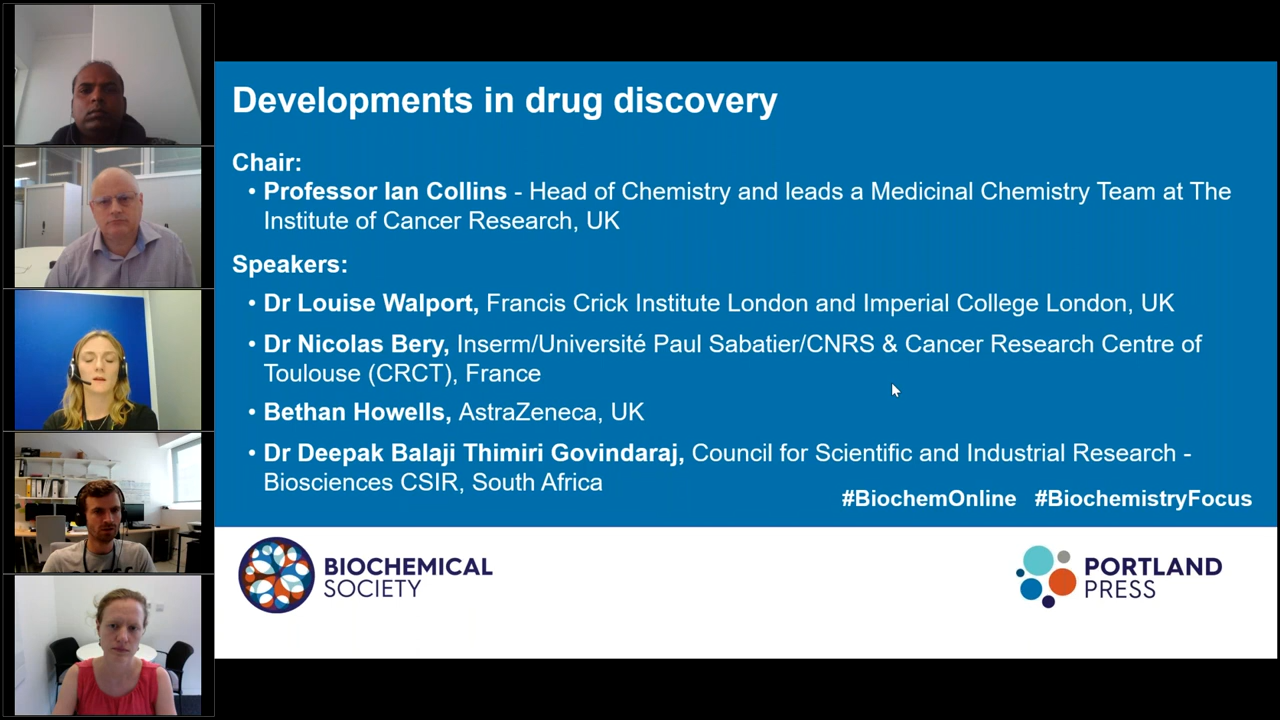 Developments in drug discovery
Chair:
• Professor Ian Collins - Head of Chemistry and leads a Medicinal Chemistry Team at The
Institute of Cancer Research, UK
Speakers:
• Dr Louise Walport, Francis Crick Institute London and Imperial College London, UK
• Dr Nicolas Bery, Inserm/Université Paul Sabatier/CNRS & Cancer Research Centre of
Toulouse (CRCT), France
• Bethan Howells, AstraZeneca, UK
• Dr Deepak Balaji Thimiri Govindaraj, Council for Scientific and Industrial Research -
Biosciences CSIR, South Africa
#BiochemOnline #BiochemistryFocus
BIOCHEMICAL
SOCIETY
PORTLAND
PRESS